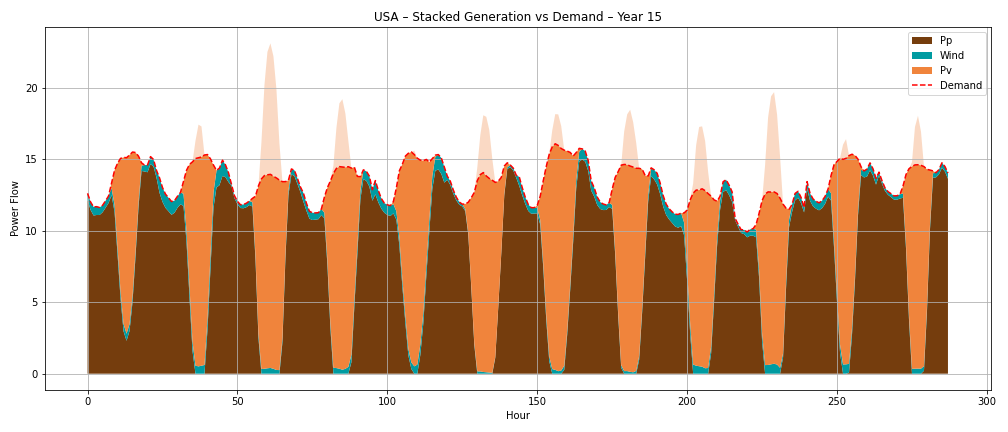 USA – Stacked Generation vs Demand – Year 15
Pp
Wind
Pv
Demand
Power Flow
20
15
10
5
0
0 50 100 150 200 250 300
Hour